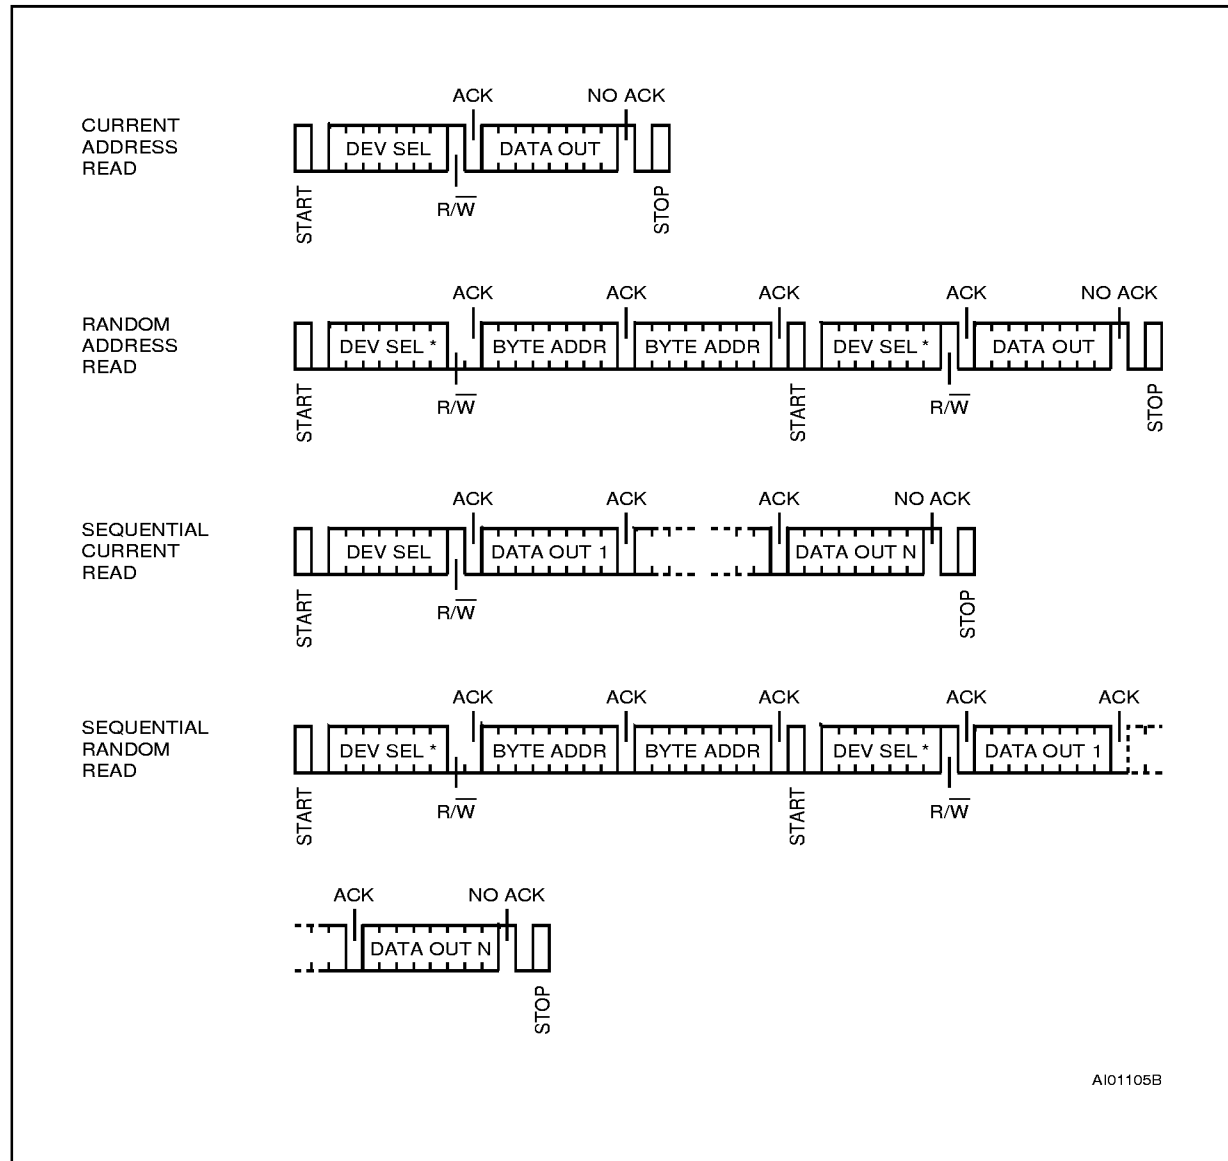 ACK NO ACK
CURRENT
ADDRESS
READ
DEV SEL DATA OUT
START R/W STOP
ACK ACK ACK ACK NO ACK
RANDOM
ADDRESS
READ
DEV SEL * BYTE ADDR BYTE ADDR DEV SEL * DATA OUT
START R/W START R/W STOP
ACK ACK ACK NO ACK
SEQUENTIAL
CURRENT
READ
DEV SEL DATA OUT 1 DATA OUT N
START R/W STOP
ACK ACK ACK ACK ACK
SEQUENTIAL
RANDOM
READ
DEV SEL * BYTE ADDR BYTE ADDR DEV SEL * DATA OUT 1
START R/W START R/W
ACK NO ACK
DATA OUT N
STOP
AI01105B